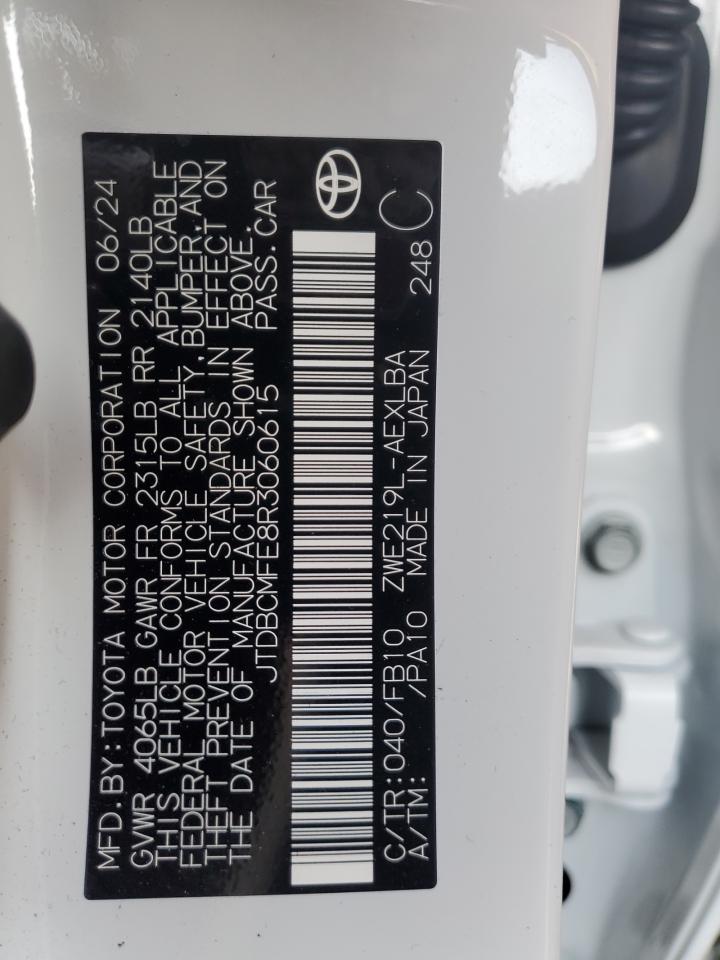 MFD.BY:TOYOTA MOTOR CORPORATION 06/24
GVWR 4065LB GAWR FR 2315LB RR 2140LB
THIS VEHICLE CONFORMS TO ALL APPLICABLE
FEDERAL MOTOR VEHICLE SAFETY,BUMPER,AND
THEFT PREVENTION STANDARDS IN EFFECT ON
THE DATE OF MANUFACTURE SHOWN ABOVE.
JTDBCMFE8R3060615 PASS.CAR
C/TR:040/FB10 ZWE219L-AEXLBA 248 C
A/TM: /PA10 MADE IN JAPAN